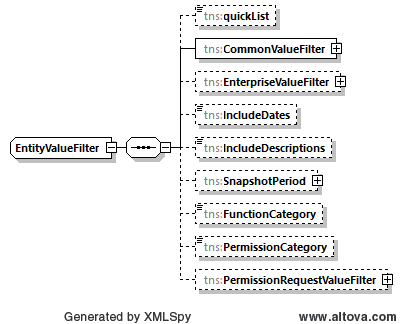 tns:quickList
tns:CommonValueFilter
tns:EnterpriseValueFilter
tns:IncludeDates
EntityValueFilter
tns:IncludeDescriptions
tns:SnapshotPeriod
tns:FunctionCategory
tns:PermissionCategory
tns:PermissionRequestValueFilter
Generated by XMLSpy
www.altova.com